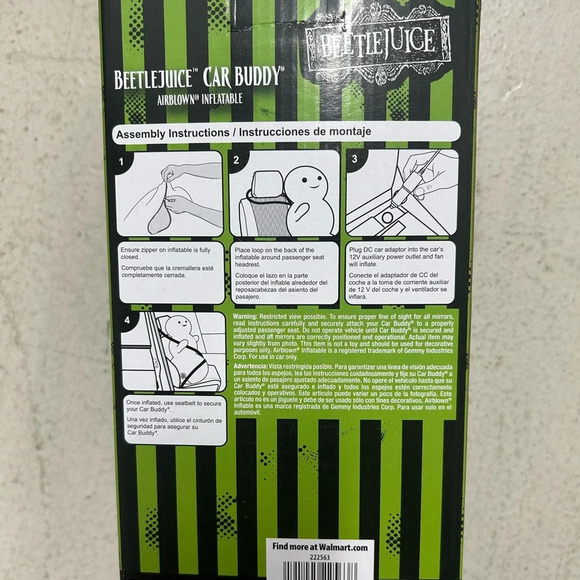 BEETLEJUICE
BEETLEJUICE™ CAR BUDDY®
AIRBLOWN® INFLATABLE
Assembly Instructions / Instrucciones de montaje
1
2
3
Ensure zipper on inflatable is fully
closed.
Compruebe que la cremallera esté
completamente cerrada.
Place loop on the back of the
inflatable around passenger seat
headrest.
Coloque el lazo en la parte
posterior del inflable alrededor del
reposacabezas del asiento del
pasajero.
Plug DC car adaptor into the car's
12V auxiliary power outlet and fan
will inflate.
Conecte el adaptador de CC del
coche a la toma de corriente auxiliar
de 12 V del coche y el ventilador se
inflará.
4
Once inflated, use seatbelt to secure
your Car Buddy®.
Una vez inflado, utilice el cinturón de
seguridad para asegurar su
Car Buddy®.
Warning: Restricted view possible. To ensure proper line of sight for all mirrors,
read instructions carefully and securely attach your Car Buddy® to a properly
adjusted passenger seat. Do not operate vehicle until Car Buddy® is secured
and inflated and all mirrors are correctly positioned and operational. Actual item may
vary slightly from photo. This item is not a toy and should be used for decorative
purposes only. Airblown® Inflatable is a registered trademark of Gemmy Industries
Corp. For use in car only.
Advertencia: Vista restringida posible. Para garantizar una línea de visión adecuada
para todos los espejos, lea las instrucciones cuidadosamente y fije su Car Buddy® a
un asiento de pasajero ajustado adecuadamente. No opere el vehículo hasta que su
Car Buddy® esté asegurado e inflado y todos los espejos estén correctamente
colocados y operativos. Este artículo puede variar un poco de la fotografía. Este
artículo no es un juguete y debe ser usado sólo con fines decorativos. Airblown®
Inflable es una marca registrada de Gemmy Industries Corp. Para usar solo en el
automóvil.
Find more at Walmart.com
222563